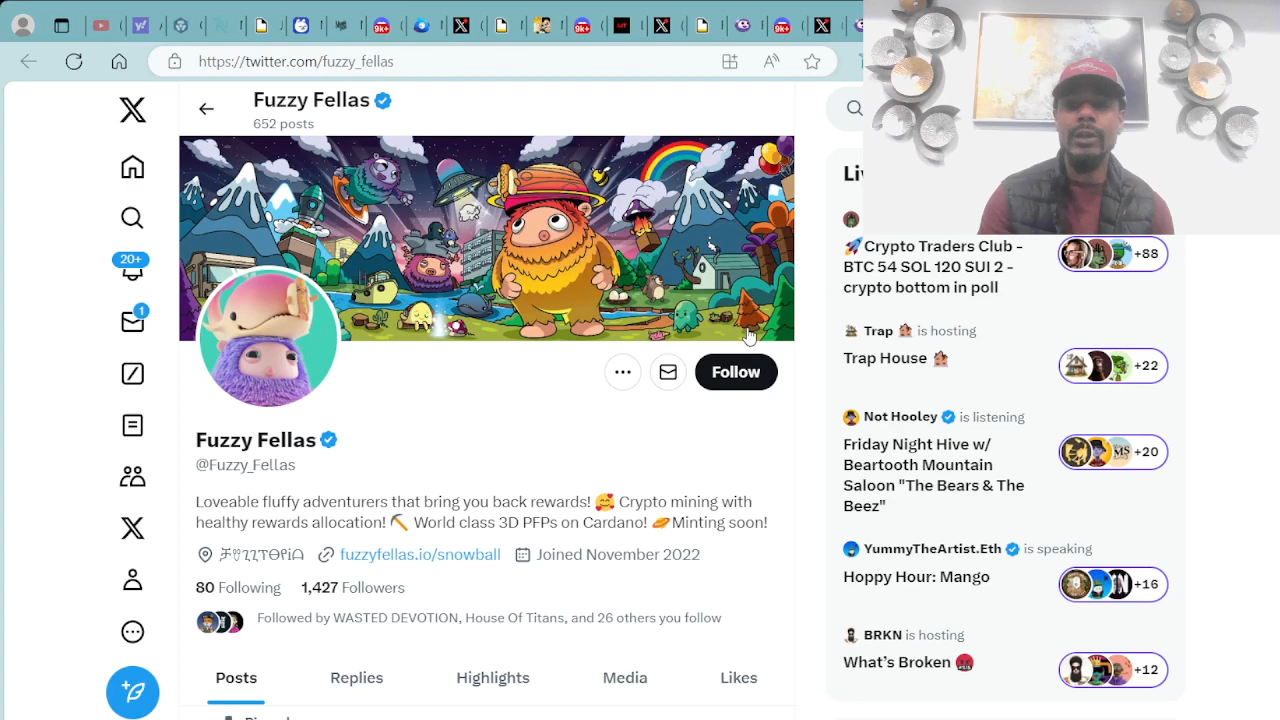 https://twitter.com/fuzzy_fellas
Fuzzy Fellas
652 posts
20+
1
Follow
Fuzzy Fellas
@Fuzzy_Fellas
Loveable fluffy adventurers that bring you back rewards! 🥰 Crypto mining with
healthy rewards allocation! ⛏️ World class 3D PFPs on Cardano! 🥖Minting soon!
fuzzyfellas.io/snowball
Joined November 2022
80 Following 1,427 Followers
Followed by WASTED DEVOTION, House Of Titans, and 26 others you follow
Posts Replies Highlights Media Likes
🚀Crypto Traders Club -
BTC 54 SOL 120 SUI 2 -
crypto bottom in poll
+88
Trap 🏚️ is hosting
Trap House 🏚️
+22
Not Hooley is listening
Friday Night Hive w/
Beartooth Mountain
Saloon "The Bears & The
Beez"
+20
YummyTheArtist.Eth is speaking
Hoppy Hour: Mango
+16
BRKN is hosting
What's Broken
+12